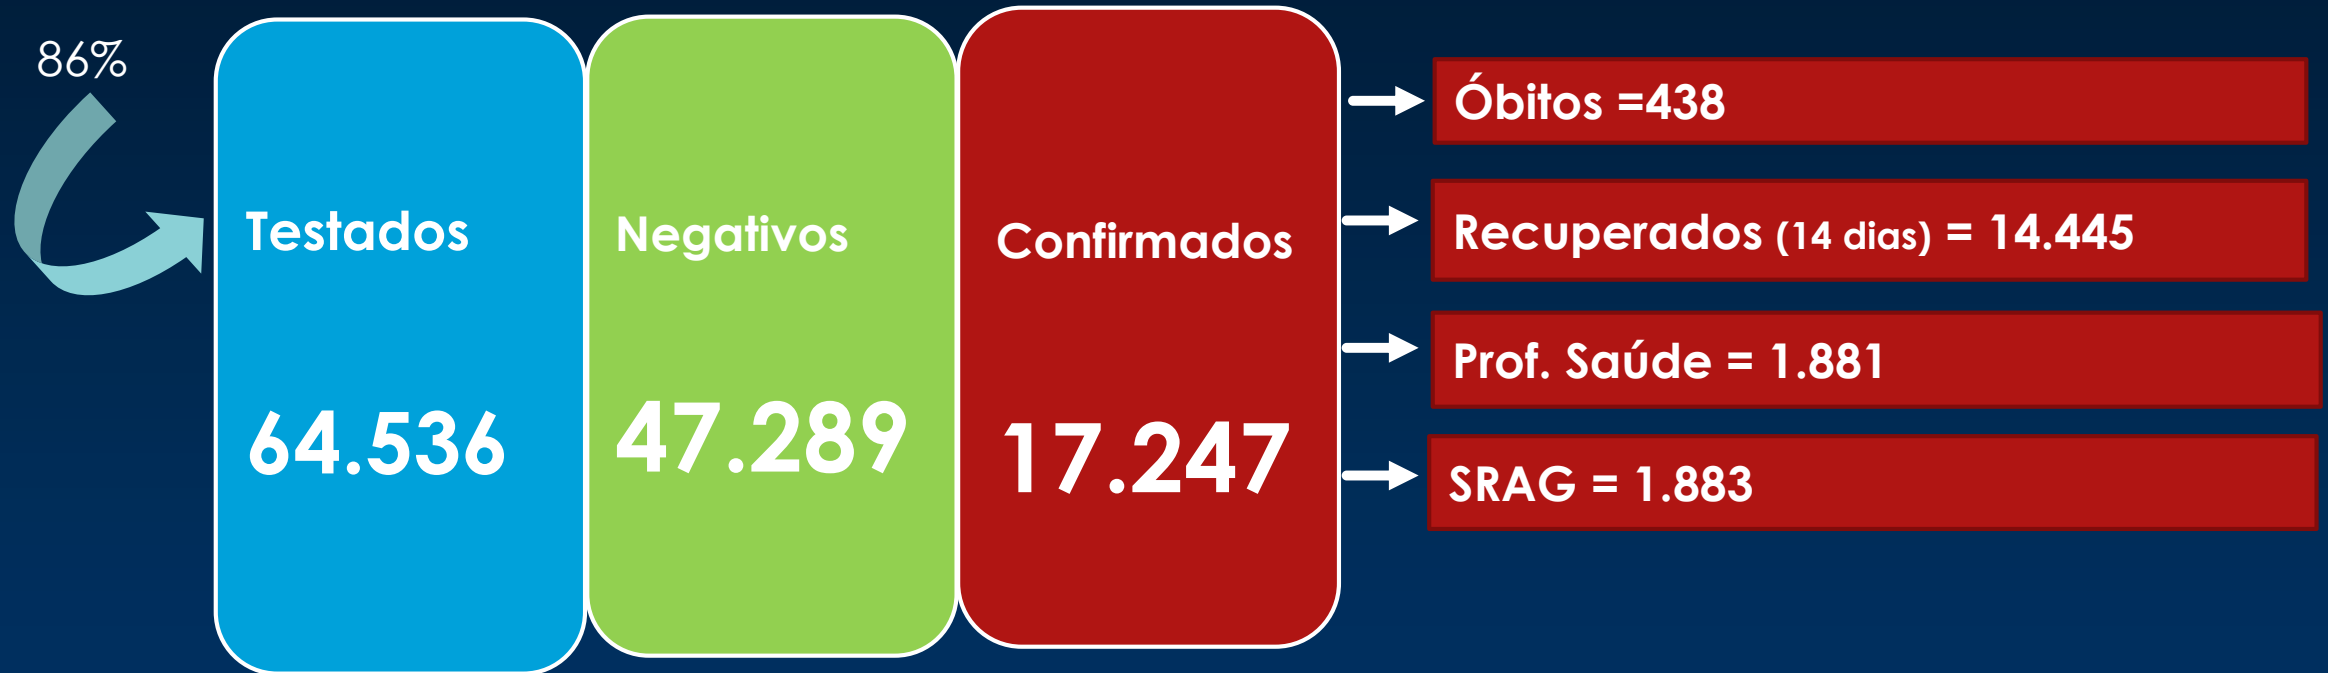 86%
Testados
64.536
Negativos
47.289
Confirmados
17.247
Óbitos =438
Recuperados (14 dias) = 14.445
Prof. Saúde = 1.881
SRAG = 1.883